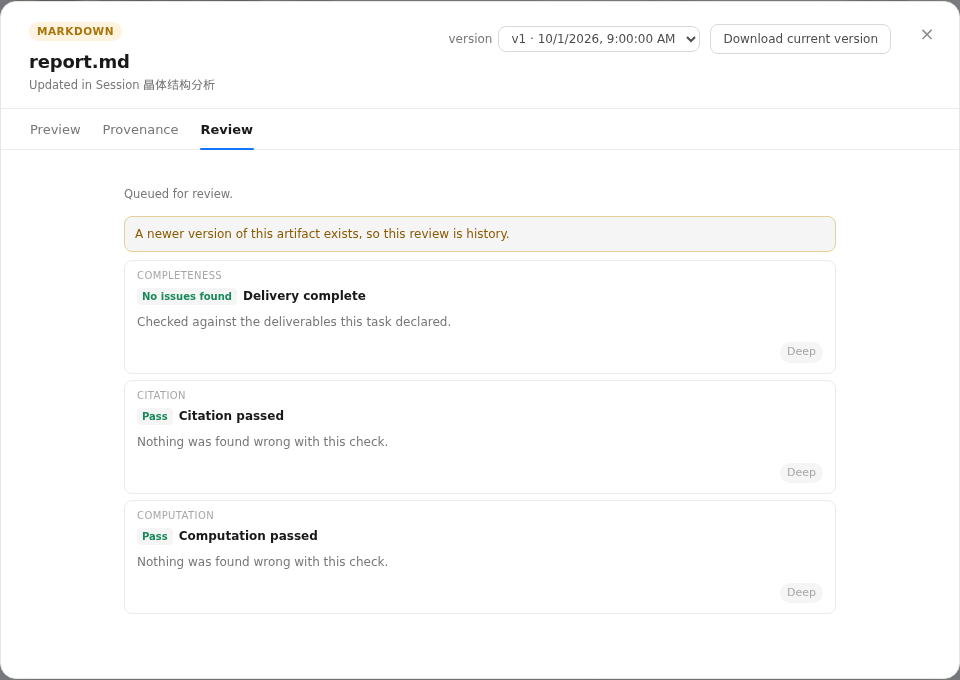 MARKDOWN
report.md
Updated in Session 晶体结构分析
version
v1 · 10/1/2026, 9:00:00 AM
Download current version
×
Preview
Provenance
Review
Queued for review.
A newer version of this artifact exists, so this review is history.
COMPLETENESS
No issues found Delivery complete
Checked against the deliverables this task declared.
Deep
CITATION
Pass Citation passed
Nothing was found wrong with this check.
Deep
COMPUTATION
Pass Computation passed
Nothing was found wrong with this check.
Deep